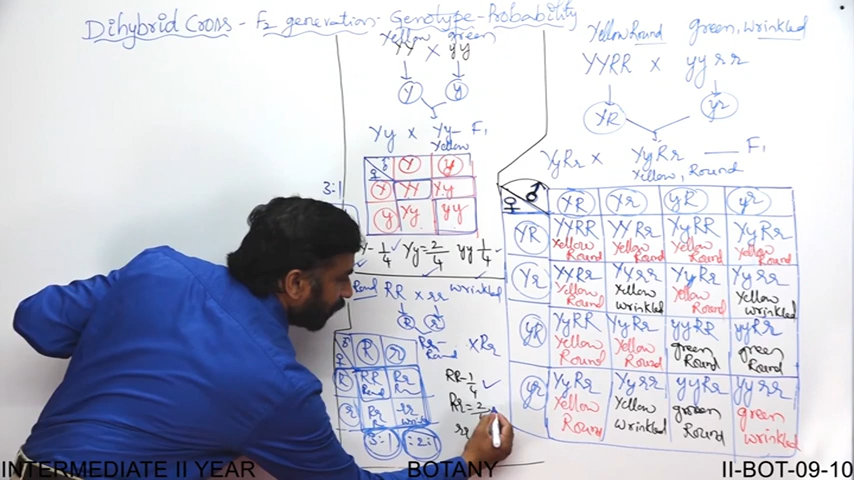 Dihybrid Cross - F2 generation - Genotype - Probability
Yellow green
YY X yy
Y y
Yy X Yy - F1
Yellow
3:1
♂ Y y
♀
Y YY Yy
y Yy yy
YY - 1/4 Yy = 2/4 yy 1/4
Round RR X rr wrinkled
R r
Rr - X Rr
Round
♂ R r
♀
R RR Rr
Round
r Rr rr
3:1 1:2:1
RR - 1/4
Rr = 2/
rr
Yellow Round green, wrinkled
YYRR X yyrr
YR yr
YyRr X YyRr — F1
Yellow, Round
♂ YR Yr yR yr
♀
YR YYRR YYRr YyRR YyRr
Yellow Round Yellow Round Yellow Round Yellow Round
Yr YYRr YYrr YyRr Yyrr
Yellow Round Yellow wrinkled Yellow Round Yellow wrinkled
yR YyRR YyRr yyRR yyRr
Yellow Round Yellow Round green Round green Round
yr YyRr Yyrr yyRr yyrr
Yellow Round Yellow wrinkled green Round green wrinkled
INTERMEDIATE II YEAR BOTANY II-BOT-09-10